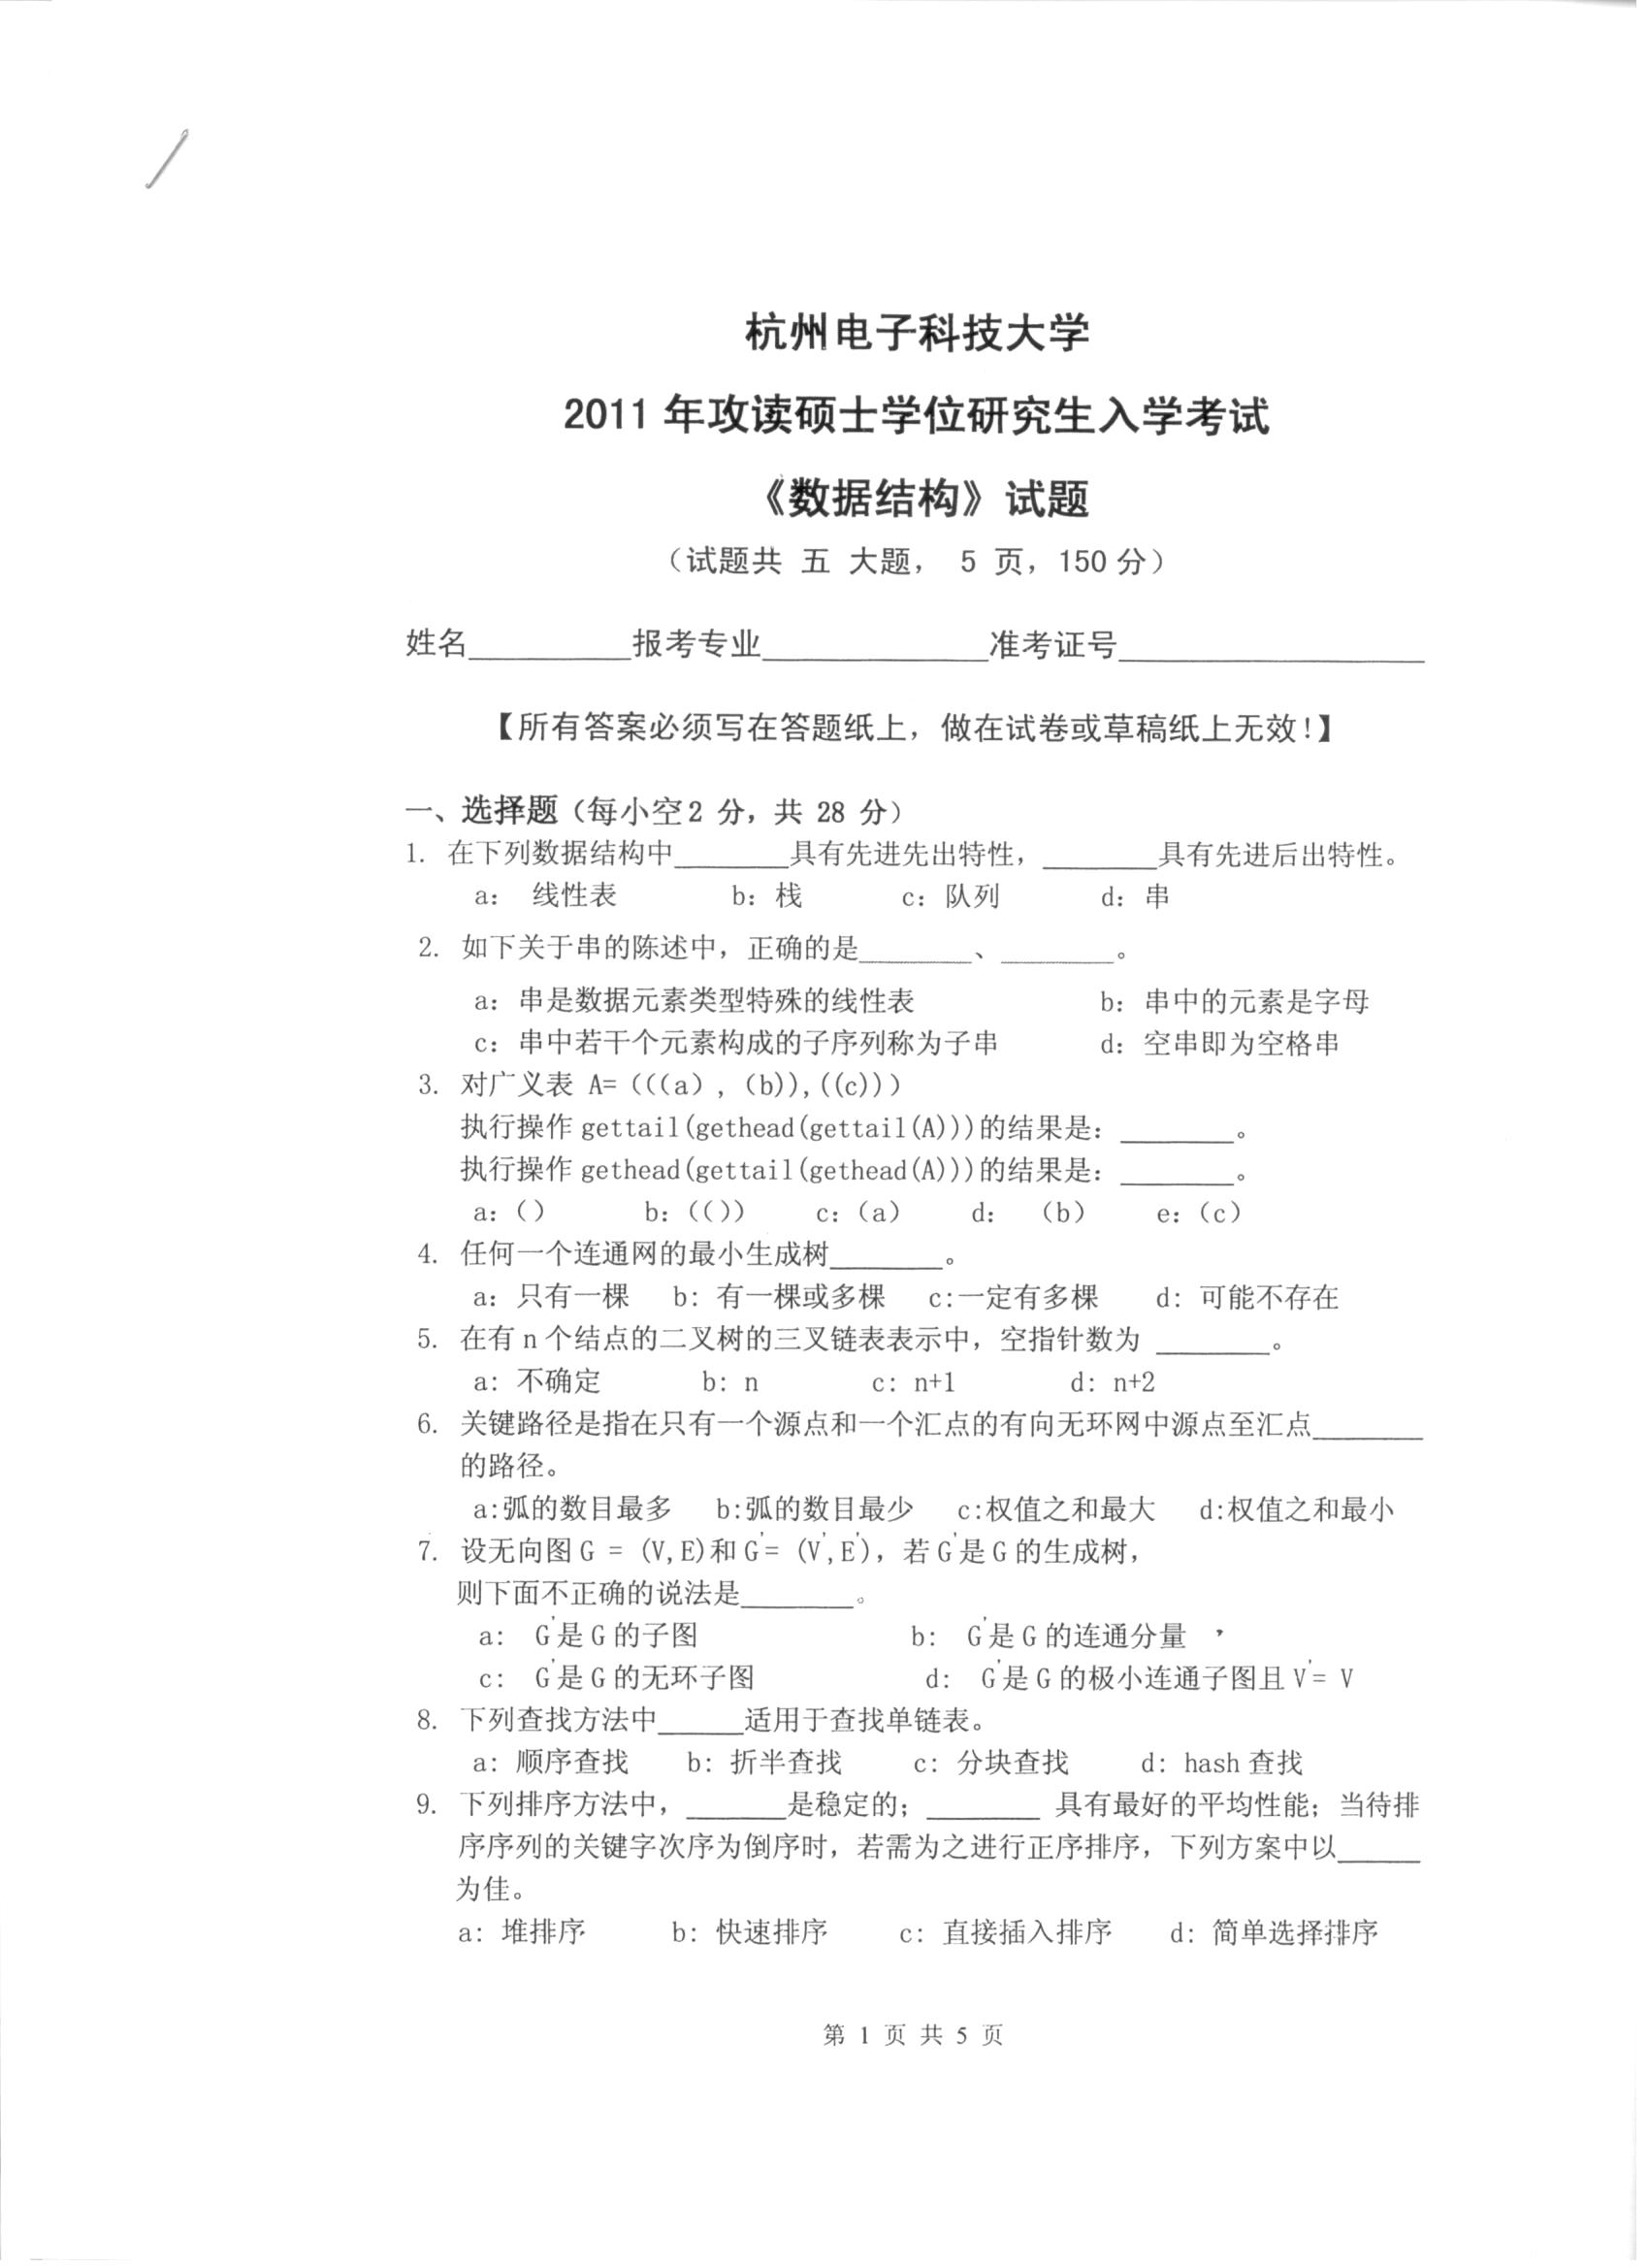 杭州电子科技大学
2011 年攻读硕士学位研究生入学考试
《数据结构》试题
（试题共 五 大题， 5 页，150 分）
姓名__________报考专业______________准考证号___________________
【所有答案必须写在答题纸上，做在试卷或草稿纸上无效！】
一、选择题（每小空2 分，共 28 分）
1. 在下列数据结构中________具有先进先出特性，________具有先进后出特性。
a： 线性表 b：栈 c：队列 d：串
2. 如下关于串的陈述中，正确的是________、________。
a：串是数据元素类型特殊的线性表 b：串中的元素是字母
c：串中若干个元素构成的子序列称为子串 d：空串即为空格串
3. 对广义表 A=（((a)，(b)),((c))）
执行操作 gettail(gethead(gettail(A)))的结果是：________。
执行操作 gethead(gettail(gethead(A)))的结果是：________。
a：() b：(()) c：(a) d： (b) e：(c)
4. 任何一个连通网的最小生成树________。
a：只有一棵 b：有一棵或多棵 c:一定有多棵 d：可能不存在
5. 在有 n 个结点的二叉树的三叉链表表示中，空指针数为 ________。
a：不确定 b：n c：n+1 d：n+2
6. 关键路径是指在只有一个源点和一个汇点的有向无环网中源点至汇点________
的路径。
a:弧的数目最多 b:弧的数目最少 c:权值之和最大 d:权值之和最小
7. 设无向图 G = (V,E)和 G'= (V',E')，若 G'是 G 的生成树，
则下面不正确的说法是________。
a： G'是 G 的子图 b： G'是 G 的连通分量
c： G'是 G 的无环子图 d： G'是 G 的极小连通子图且 V'= V
8. 下列查找方法中______适用于查找单链表。
a：顺序查找 b：折半查找 c：分块查找 d：hash 查找
9. 下列排序方法中，_______是稳定的；________ 具有最好的平均性能；当待排
序序列的关键字次序为倒序时，若需为之进行正序排序，下列方案中以______
为佳。
a：堆排序 b：快速排序 c：直接插入排序 d：简单选择排序
第 1 页 共 5 页